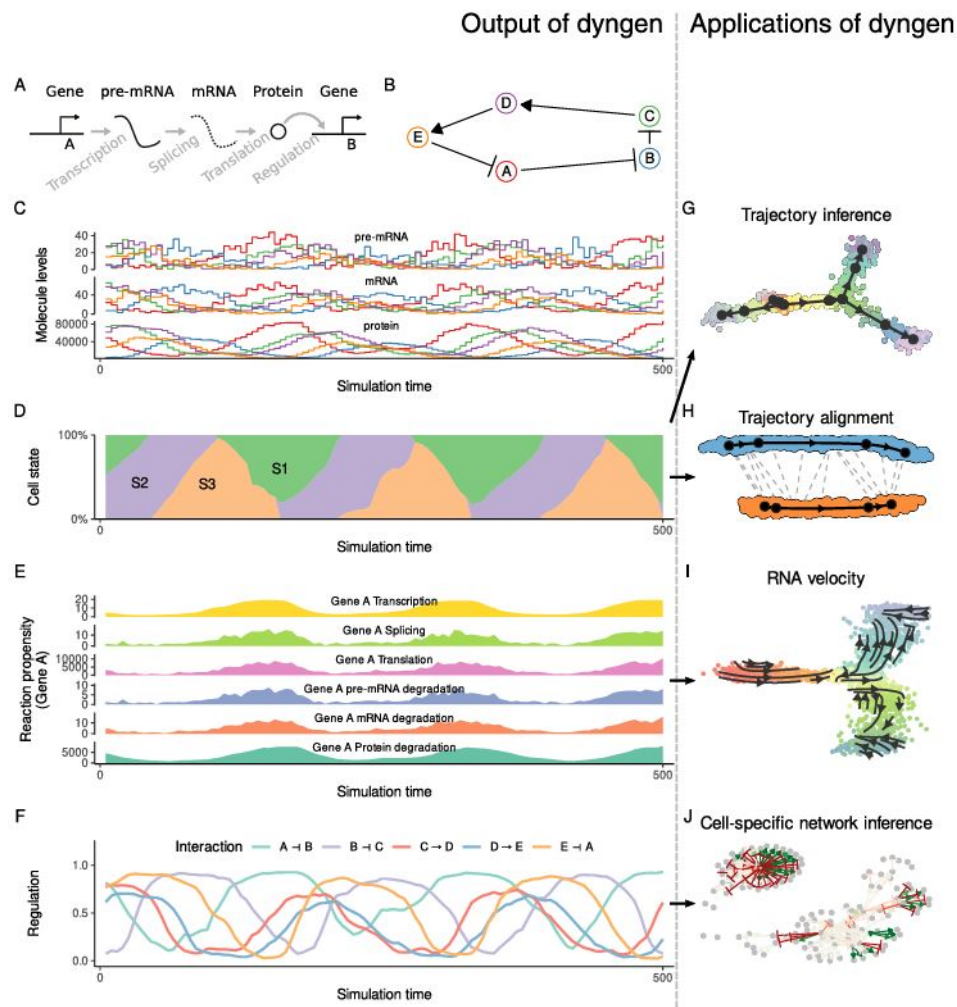 Output of dyngen
Applications of dyngen
A
Gene pre-mRNA mRNA Protein Gene
A
B
Transcription
Splicing
Translation
Regulation
B
D
C
E
A
B
C
Molecule levels
40
20
0
pre-mRNA
40
0
mRNA
80000
40000
protein
0
500
Simulation time
D
Cell state
100%
0%
S2
S3
S1
0
500
Simulation time
E
Reaction propensity
(Gene A)
20
10
0
Gene A Transcription
10
0
Gene A Splicing
10000
5000
0
Gene A Translation
10
5
0
Gene A pre-mRNA degradation
10
0
Gene A mRNA degradation
5000
0
Gene A Protein degradation
0
500
Simulation time
F
Interaction A ⊣ B B ⊣ C C → D D → E E ⊣ A
Regulation
1.0
0.5
0.0
0
500
Simulation time
G
Trajectory inference
H
Trajectory alignment
I
RNA velocity
J
Cell-specific network inference